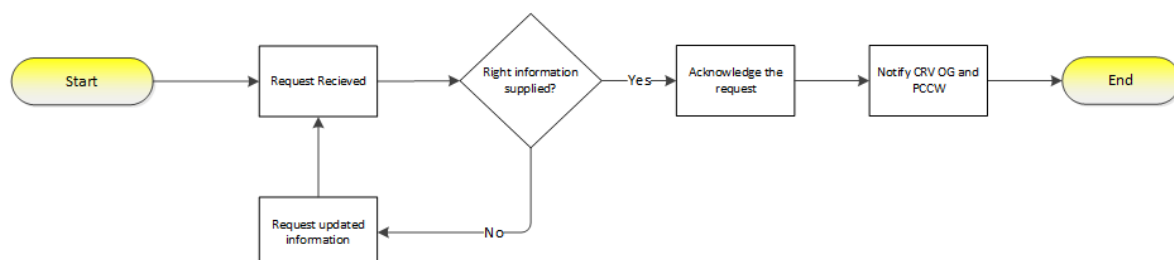 Start
Request Recieved
Right information
supplied?
Yes
Acknowledge the
request
Notify CRV OG and
PCCW
End
Request updated
information
No